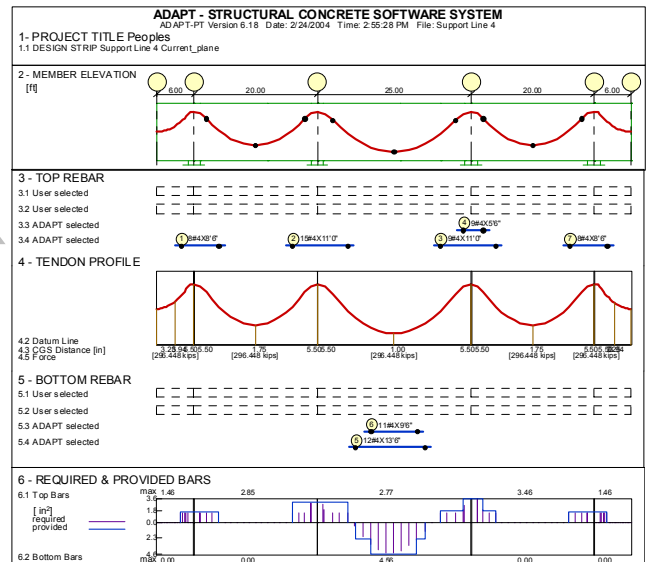 ADAPT - STRUCTURAL CONCRETE SOFTWARE SYSTEM
ADAPT-PT Version 6.18 Date: 2/24/2004 Time: 2:55:28 PM File: Support Line 4
1- PROJECT TITLE Peoples
1.1 DESIGN STRIP Support Line 4 Current_plane
2 - MEMBER ELEVATION
[ft] 6.00 20.00 25.00 20.00 6.00
3 - TOP REBAR
3.1 User selected
3.2 User selected
3.3 ADAPT selected 4 9#4X5'6"
3.4 ADAPT selected 1 8#4X8'6" 2 15#4X11'0" 3 9#4X11'0" 7 8#4X8'6"
4 - TENDON PROFILE
4.2 Datum Line
4.3 CGS Distance [in] 5.50 1.75 5.50 5.50 1.00 5.50 5.50 1.75
4.5 Force [296.448 kips] [296.448 kips] [296.448 kips] [296.448 kips] [296.448 kips]
5 - BOTTOM REBAR
5.1 User selected
5.2 User selected
5.3 ADAPT selected 6 11#4X9'6"
5.4 ADAPT selected 5 12#4X13'6"
6 - REQUIRED & PROVIDED BARS
6.1 Top Bars max 1.46 2.85 2.77 3.46 1.46
3.6
1.8
[ in²]
required 0.0
provided
2.3
4.6
6.2 Bottom Bars max 0.00 0.00 4.56 0.00 0.00